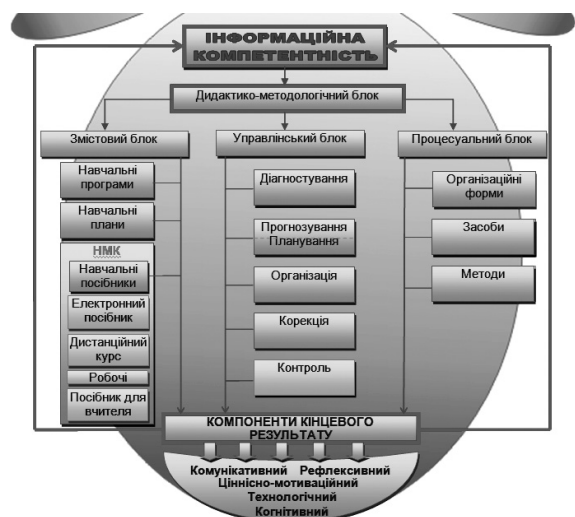 ІНФОРМАЦІЙНА
КОМПЕТЕНТНІСТЬ
Дидактико-методологічний блок
Змістовий блок
Управлінський блок
Процесуальний блок
Навчальні
програми
Навчальні
плани
НМК
Навчальні
посібники
Електронний
посібник
Дистанційний
курс
Робочі
Посібник для
вчителя
Діагностування
Прогнозування
Планування
Організація
Корекція
Контроль
Організаційні
форми
Засоби
Методи
КОМПОНЕНТИ КІНЦЕВОГО
РЕЗУЛЬТАТУ
Комунікативний Рефлексивний
Ціннісно-мотиваційний
Технологічний
Когнітивний